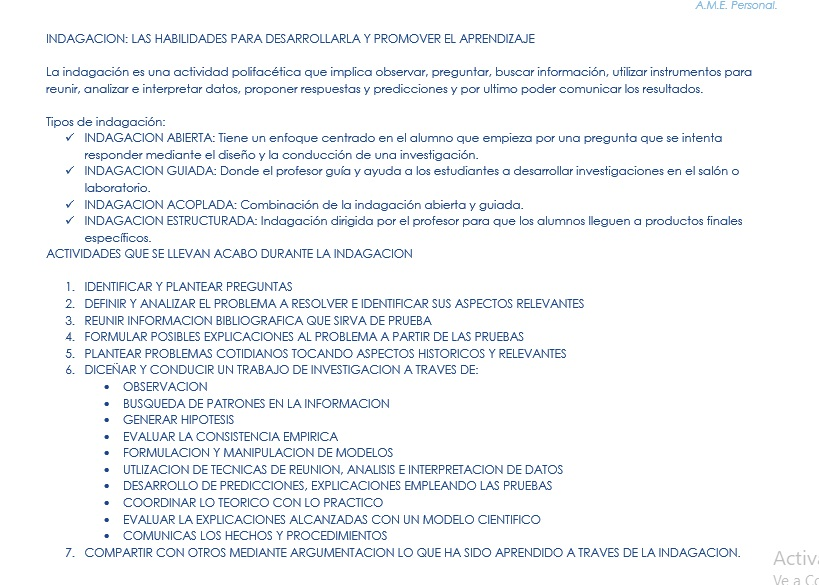 A.M.E. Personal.
INDAGACION: LAS HABILIDADES PARA DESARROLLARLA Y PROMOVER EL APRENDIZAJE
La indagación es una actividad polifacética que implica observar, preguntar, buscar información, utilizar instrumentos para
reunir, analizar e interpretar datos, proponer respuestas y predicciones y por ultimo poder comunicar los resultados.
Tipos de indagación:
✓ INDAGACION ABIERTA: Tiene un enfoque centrado en el alumno que empieza por una pregunta que se intenta
responder mediante el diseño y la conducción de una investigación.
✓ INDAGACION GUIADA: Donde el profesor guía y ayuda a los estudiantes a desarrollar investigaciones en el salón o
laboratorio.
✓ INDAGACION ACOPLADA: Combinación de la indagación abierta y guiada.
✓ INDAGACION ESTRUCTURADA: Indagación dirigida por el profesor para que los alumnos lleguen a productos finales
específicos.
ACTIVIDADES QUE SE LLEVAN ACABO DURANTE LA INDAGACION
1. IDENTIFICAR Y PLANTEAR PREGUNTAS
2. DEFINIR Y ANALIZAR EL PROBLEMA A RESOLVER E IDENTIFICAR SUS ASPECTOS RELEVANTES
3. REUNIR INFORMACION BIBLIOGRAFICA QUE SIRVA DE PRUEBA
4. FORMULAR POSIBLES EXPLICACIONES AL PROBLEMA A PARTIR DE LAS PRUEBAS
5. PLANTEAR PROBLEMAS COTIDIANOS TOCANDO ASPECTOS HISTORICOS Y RELEVANTES
6. DICEÑAR Y CONDUCIR UN TRABAJO DE INVESTIGACION A TRAVES DE:
• OBSERVACION
• BUSQUEDA DE PATRONES EN LA INFORMACION
• GENERAR HIPOTESIS
• EVALUAR LA CONSISTENCIA EMPIRICA
• FORMULACION Y MANIPULACION DE MODELOS
• UTLIZACION DE TECNICAS DE REUNION, ANALISIS E INTERPRETACION DE DATOS
• DESARROLLO DE PREDICCIONES, EXPLICACIONES EMPLEANDO LAS PRUEBAS
• COORDINAR LO TEORICO CON LO PRACTICO
• EVALUAR LA EXPLICACIONES ALCANZADAS CON UN MODELO CIENTIFICO
• COMUNICAS LOS HECHOS Y PROCEDIMIENTOS
7. COMPARTIR CON OTROS MEDIANTE ARGUMENTACION LO QUE HA SIDO APRENDIDO A TRAVES DE LA INDAGACION.
Activ
Ve a Co